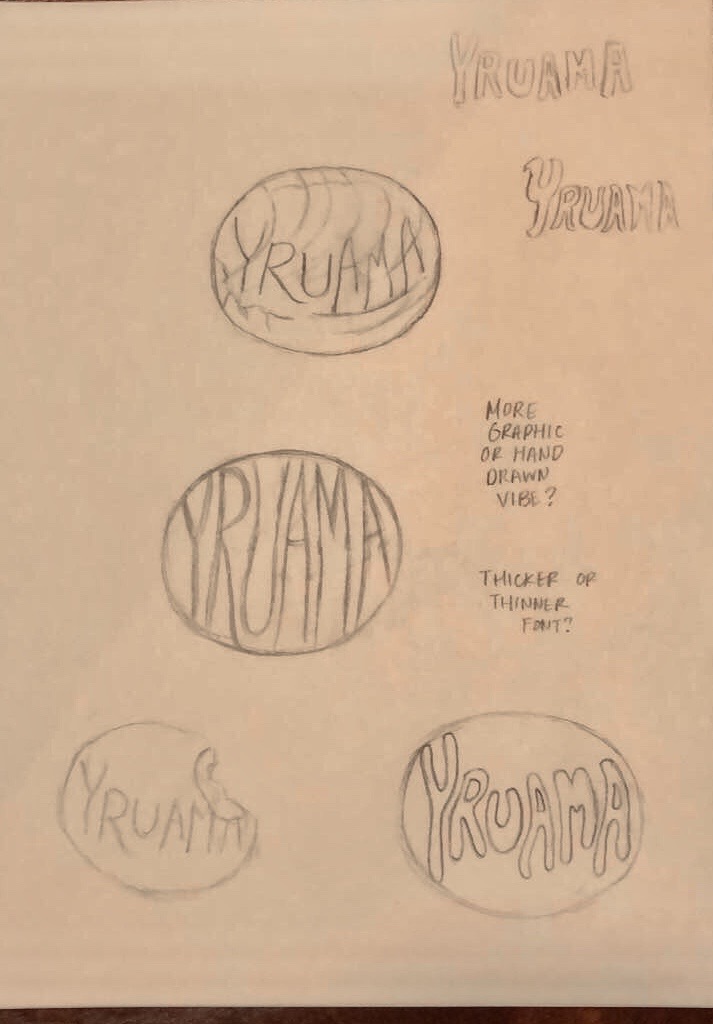 YRUAMA
YRUAMA
YRUAMA
MORE
GRAPHIC
OR HAND
DRAWN
VIBE?
YRUAMA
THICKER OR
THINNER
FONT?
YRUAMA
YRUAMA